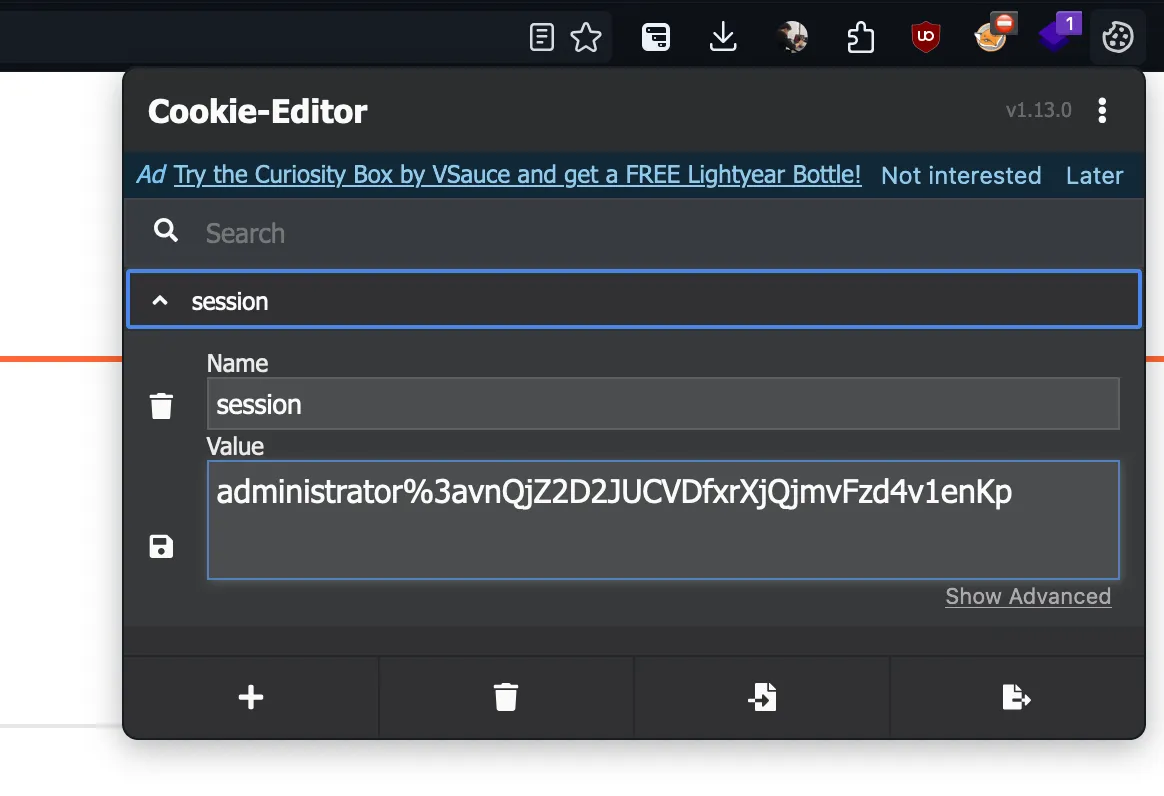 1
Cookie-Editor
v1.13.0
Ad Try the Curiosity Box by VSauce and get a FREE Lightyear Bottle! Not interested Later
Search
session
Name
session
Value
administrator%3avnQjZ2D2JUCVDfxrXjQjmvFzd4v1enKp
Show Advanced